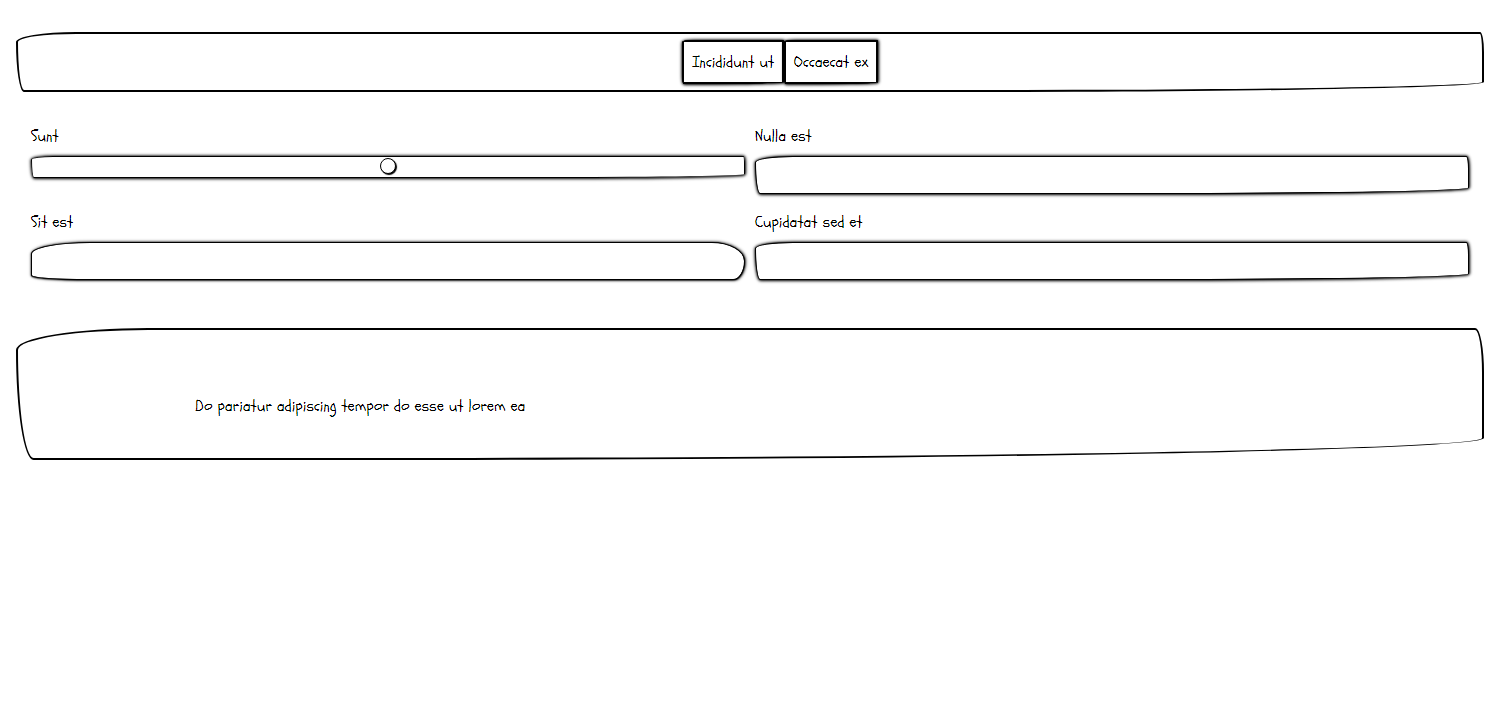 Incididunt ut Occaecat ex
Sunt Nulla est
Sit est Cupidatat sed et
Do pariatur adipiscing tempor do esse ut lorem ea